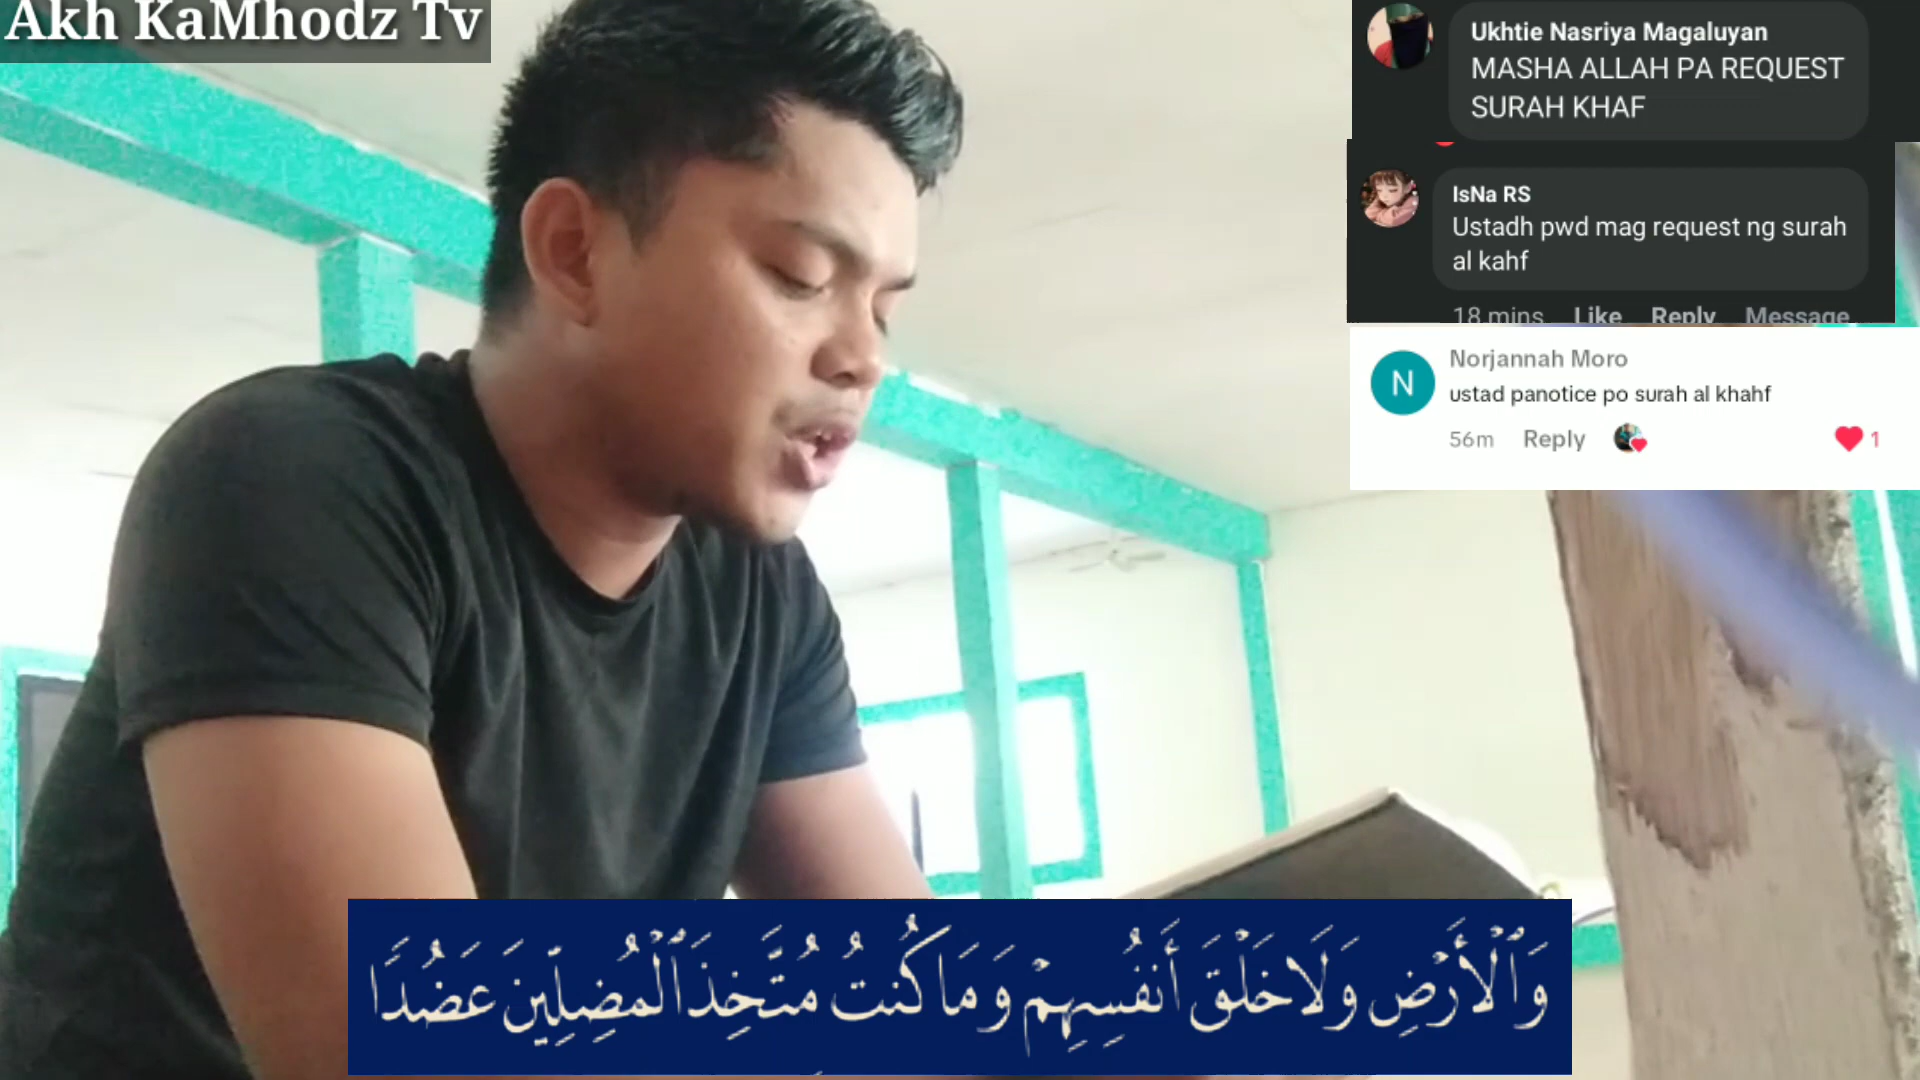 Akh KaMhodz Tv
Ukhtie Nasriya Magaluyan
MASHA ALLAH PA REQUEST
SURAH KHAF
IsNa RS
Ustadh pwd mag request ng surah
al kahf
18 mins Like Reply Message
N
Norjannah Moro
ustad panotice po surah al khahf
56m Reply 1
وَٱلْأَرْضِ وَلَا خَلْقَ أَنفُسِهِمْ وَمَا كُنتُ مُتَّخِذَ ٱلْمُضِلِّينَ عَضُدًا